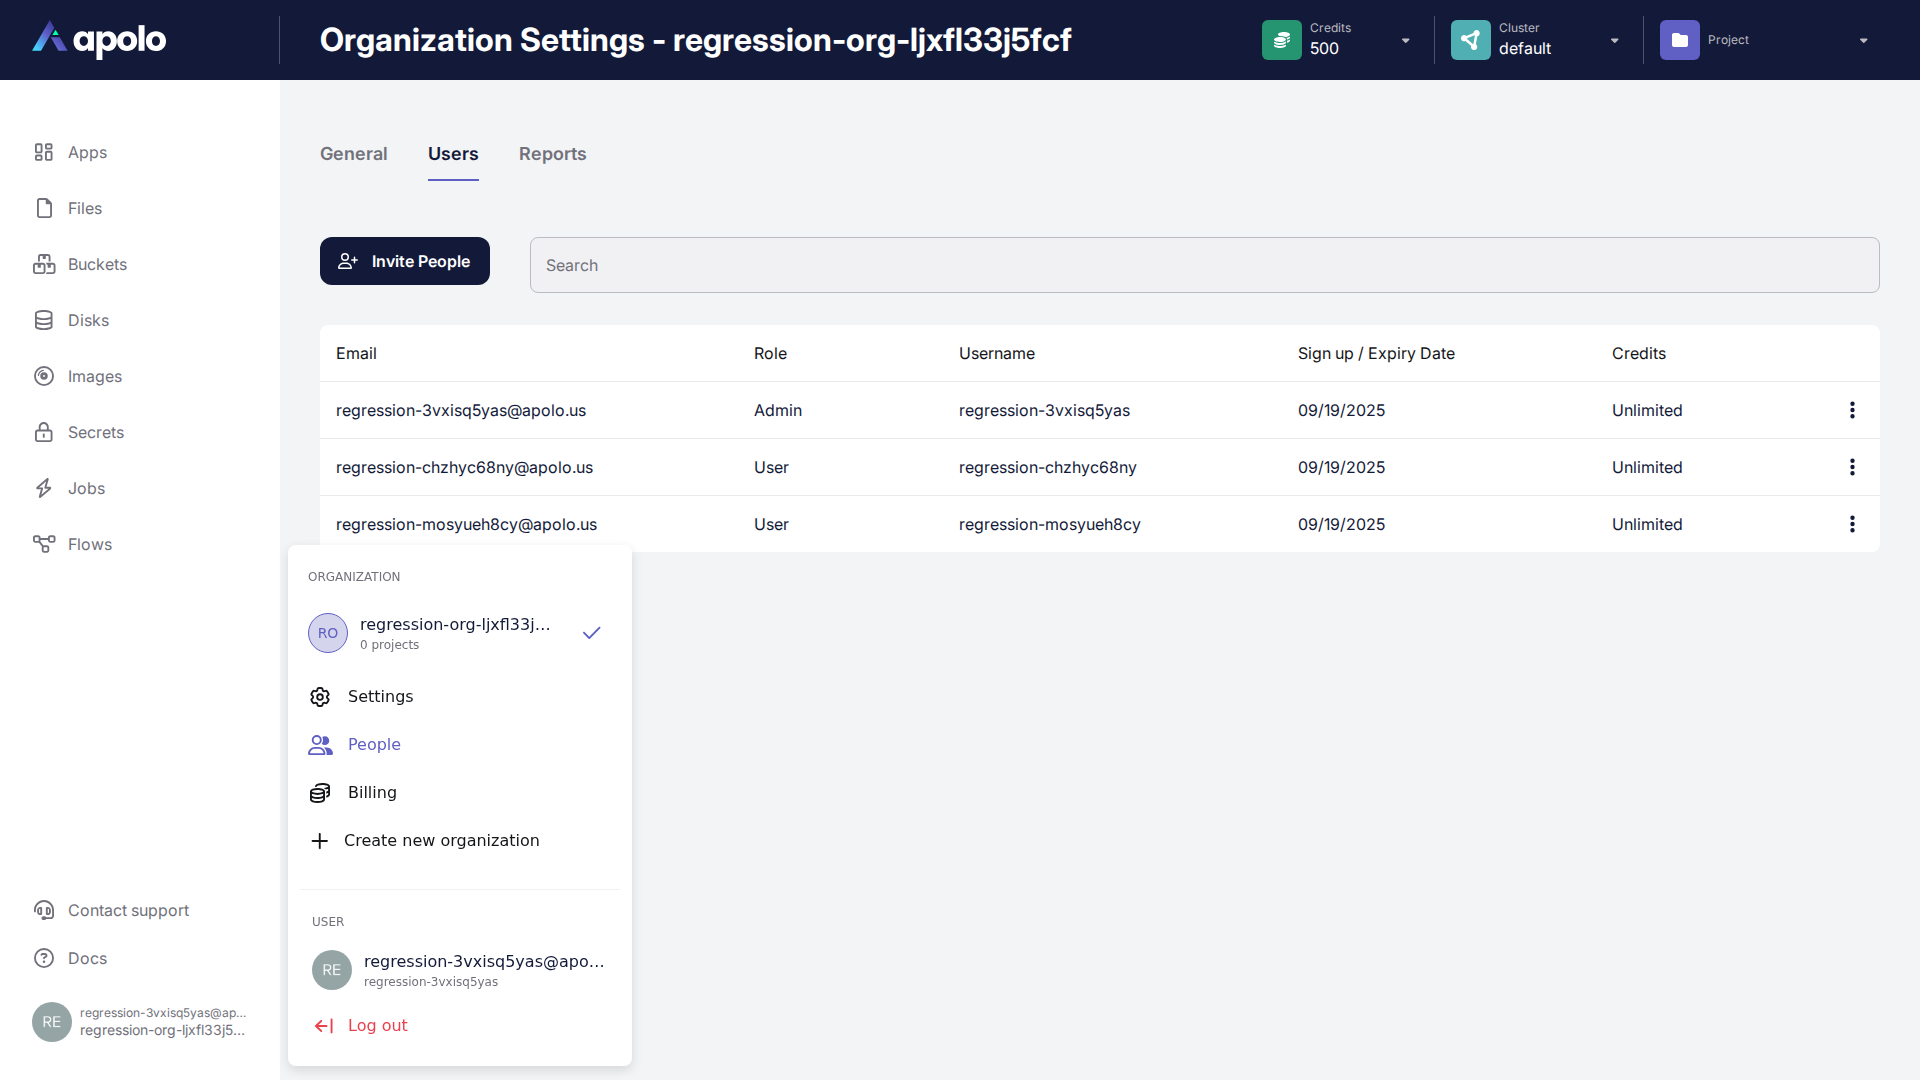 apolo
Organization Settings - regression-org-ljxfl33j5fcf
Credits
500
Cluster
default
Project
Apps
Files
Buckets
Disks
Images
Secrets
Jobs
Flows
General Users Reports
Invite People
Search
Email Role Username Sign up / Expiry Date Credits
regression-3vxisq5yas@apolo.us Admin regression-3vxisq5yas 09/19/2025 Unlimited
regression-chzhyc68ny@apolo.us User regression-chzhyc68ny 09/19/2025 Unlimited
regression-mosyueh8cy@apolo.us User regression-mosyueh8cy 09/19/2025 Unlimited
ORGANIZATION
RO
regression-org-ljxfl33j...
0 projects
Settings
People
Billing
Create new organization
USER
RE
regression-3vxisq5yas@apo...
regression-3vxisq5yas
Log out
Contact support
Docs
RE
regression-3vxisq5yas@ap...
regression-org-ljxfl33j5...